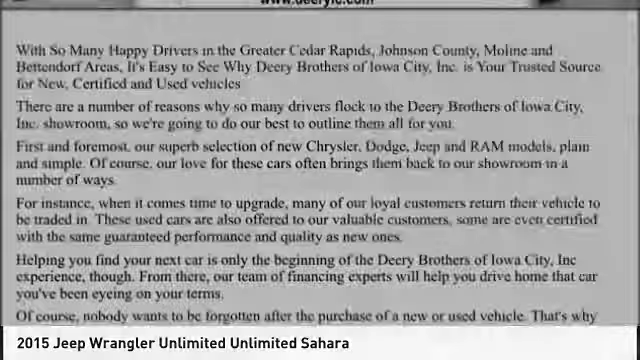 www.deeryic.com
With So Many Happy Drivers in the Greater Cedar Rapids, Johnson County, Moline and
Bettendorf Areas, It's Easy to See Why Deery Brothers of Iowa City, Inc. is Your Trusted Source
for New, Certified and Used vehicles
There are a number of reasons why so many drivers flock to the Deery Brothers of Iowa City,
Inc. showroom, so we're going to do our best to outline them all for you.
First and foremost, our superb selection of new Chrysler, Dodge, Jeep and RAM models, plain
and simple. Of course, our love for these cars often brings them back to our showroom in a
number of ways.
For instance, when it comes time to upgrade, many of our loyal customers return their vehicle to
be traded in. These used cars are also offered to our valuable customers, some are even certified
with the same guaranteed performance and quality as new ones.
Helping you find your next car is only the beginning of the Deery Brothers of Iowa City, Inc
experience, though. From there, our team of financing experts will help you drive home that car
you've been eyeing on your terms.
Of course, nobody wants to be forgotten after the purchase of a new or used vehicle. That's why
2015 Jeep Wrangler Unlimited Unlimited Sahara